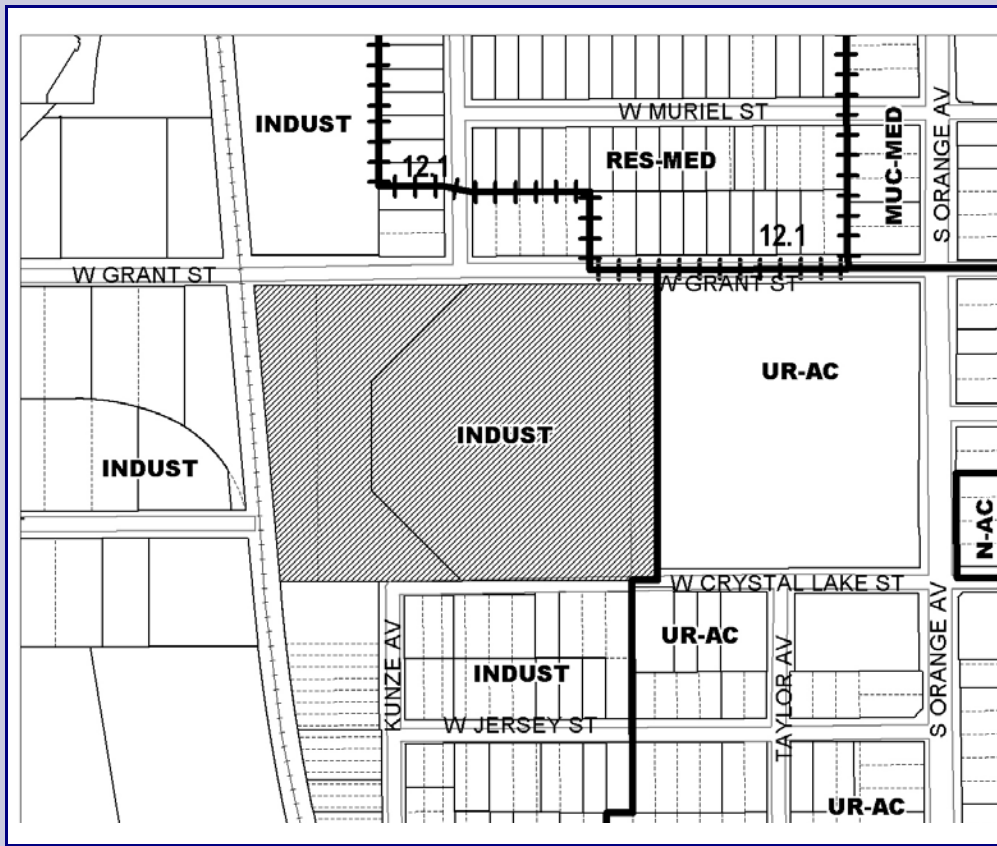 W MURIEL ST
INDUST
RES-MED
12.1
MUC-MED
S ORANGE AV
12.1
W GRANT ST
W GRANT ST
UR-AC
INDUST
INDUST
N-AC
W CRYSTAL LAKE ST
KUNZE AV
UR-AC
TAYLOR AV
S ORANGE AV
INDUST
W JERSEY ST
UR-AC